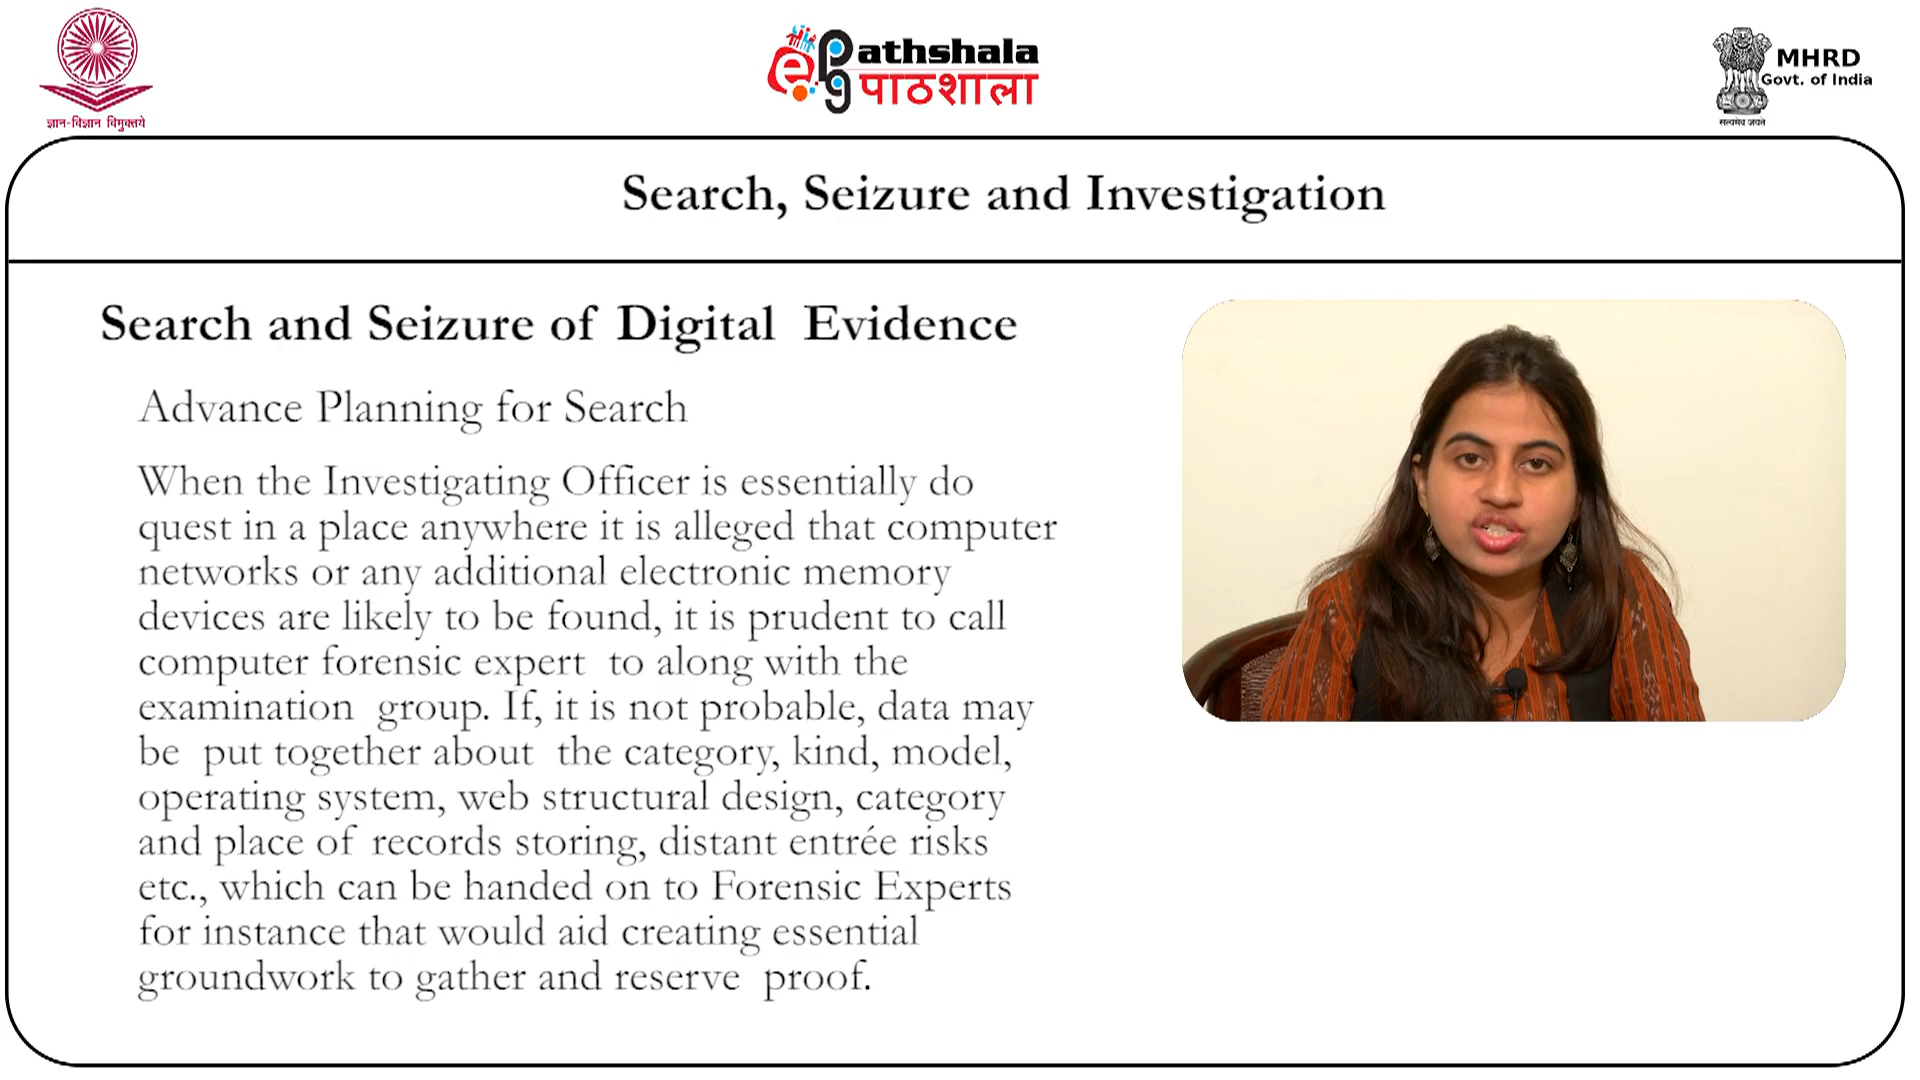 ज्ञान-विज्ञान विमुक्तये
ePg Pathshala
पाठशाला
MHRD
Govt. of India
सत्यमेव जयते
Search, Seizure and Investigation
Search and Seizure of Digital Evidence
Advance Planning for Search
When the Investigating Officer is essentially do
quest in a place anywhere it is alleged that computer
networks or any additional electronic memory
devices are likely to be found, it is prudent to call
computer forensic expert to along with the
examination group. If, it is not probable, data may
be put together about the category, kind, model,
operating system, web structural design, category
and place of records storing, distant entrée risks
etc., which can be handed on to Forensic Experts
for instance that would aid creating essential
groundwork to gather and reserve proof.